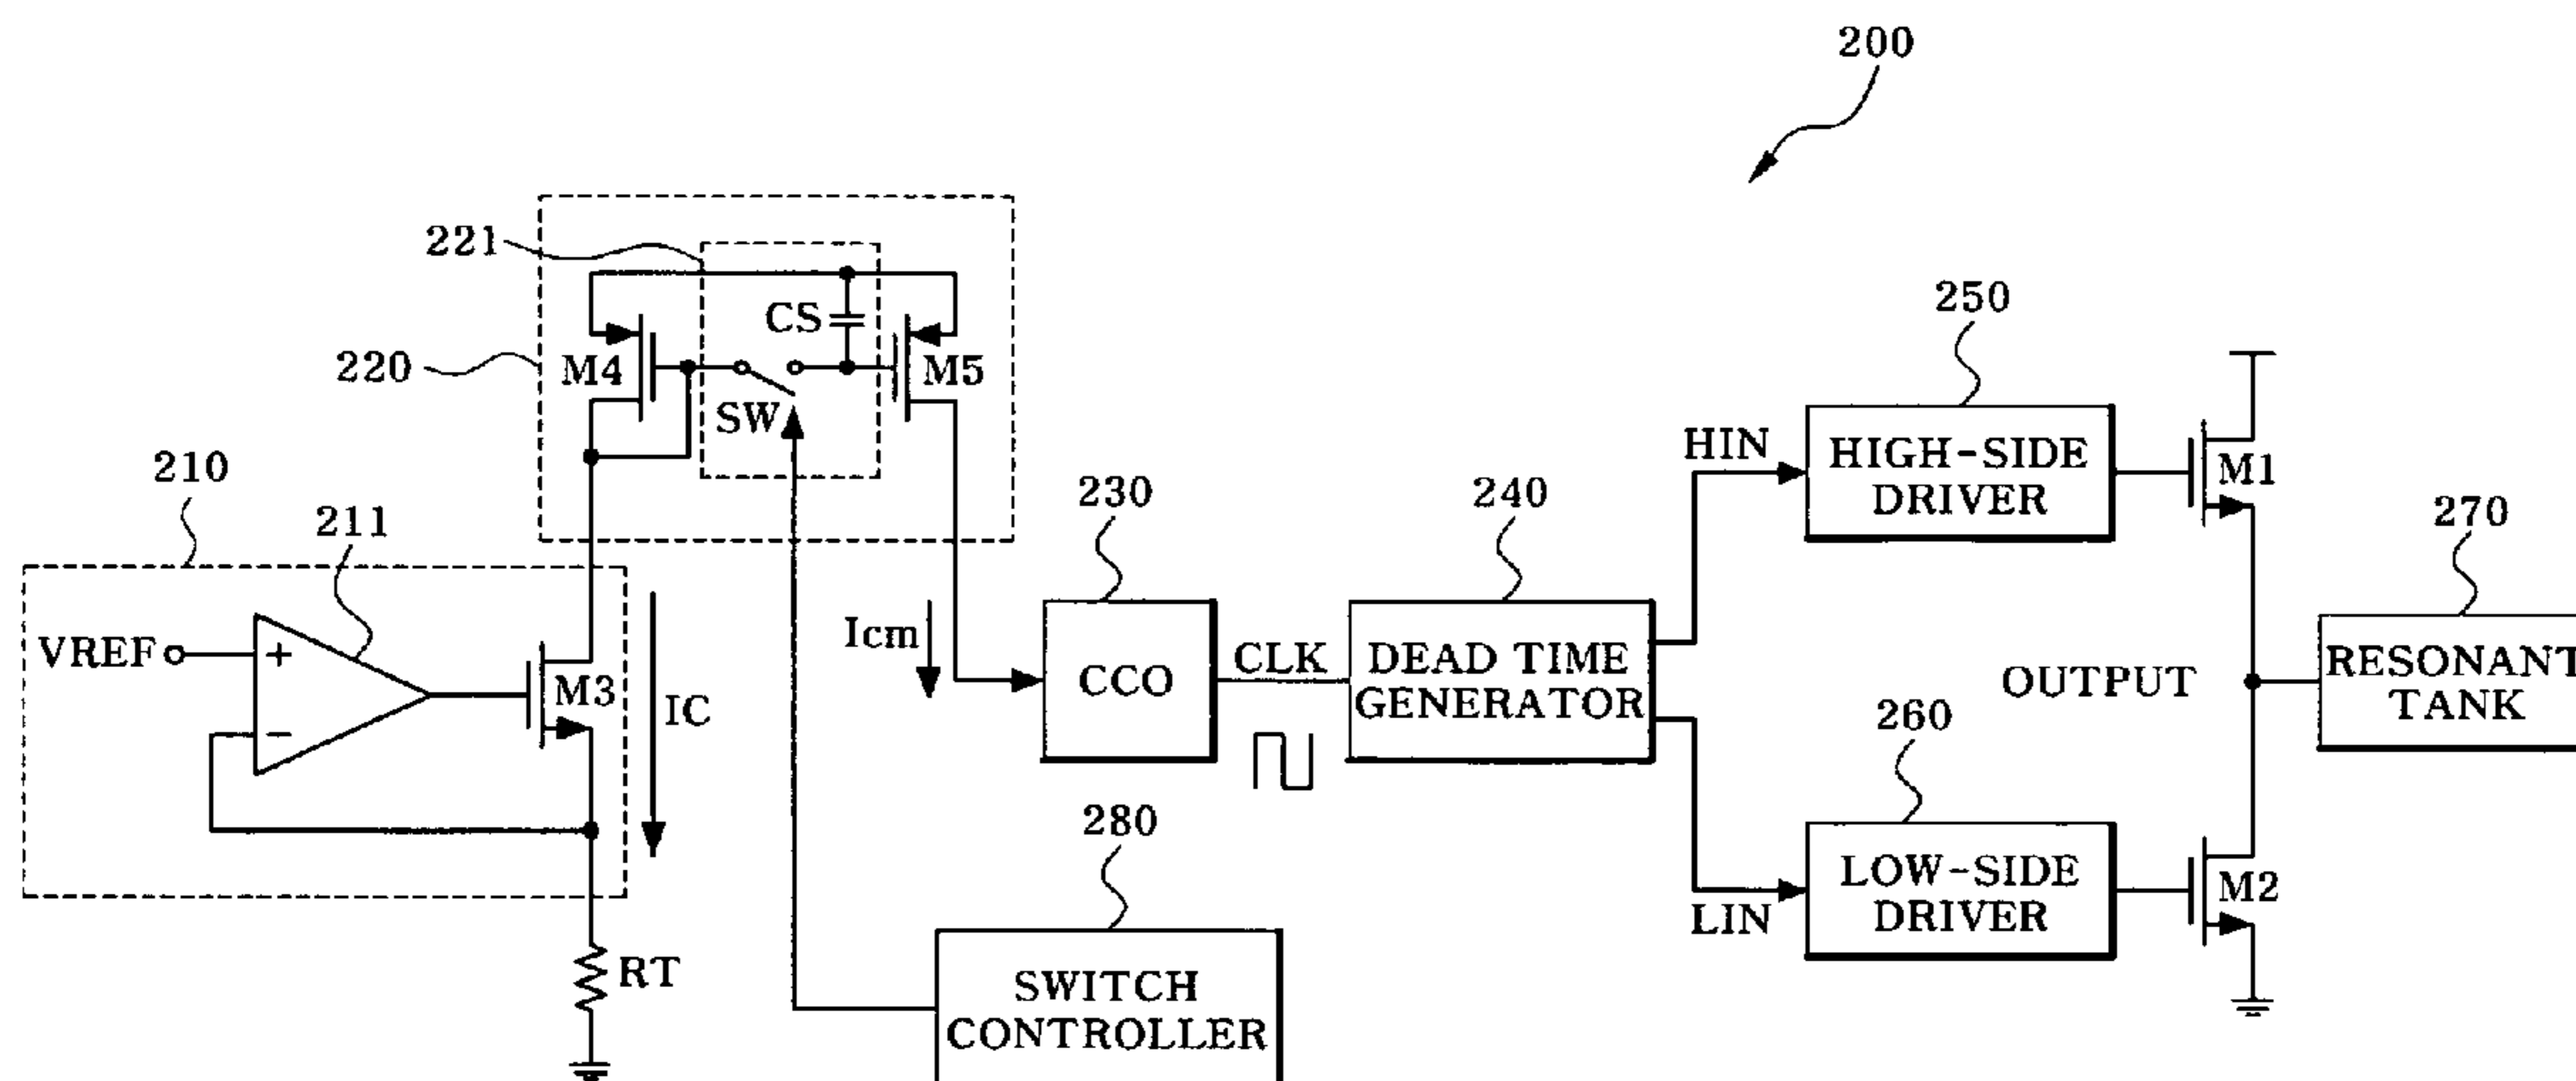 200
221
CS
M4
M5
220
SW
250
HIGH-SIDE
DRIVER
HIN
M1
210
211
230
240
270
VREF
+
−
M3
IC
Icm
CCO
CLK
DEAD TIME
GENERATOR
OUTPUT
RESONANT
TANK
260
LOW-SIDE
DRIVER
LIN
M2
280
SWITCH
CONTROLLER
RT